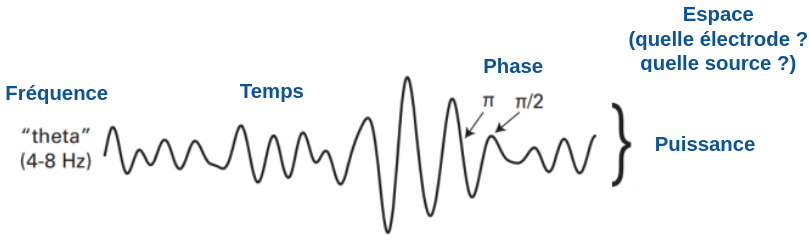 Espace
(quelle électrode ?
quelle source ?)
Phase
Fréquence
Temps
π
π/2
“theta”
(4-8 Hz)
Puissance